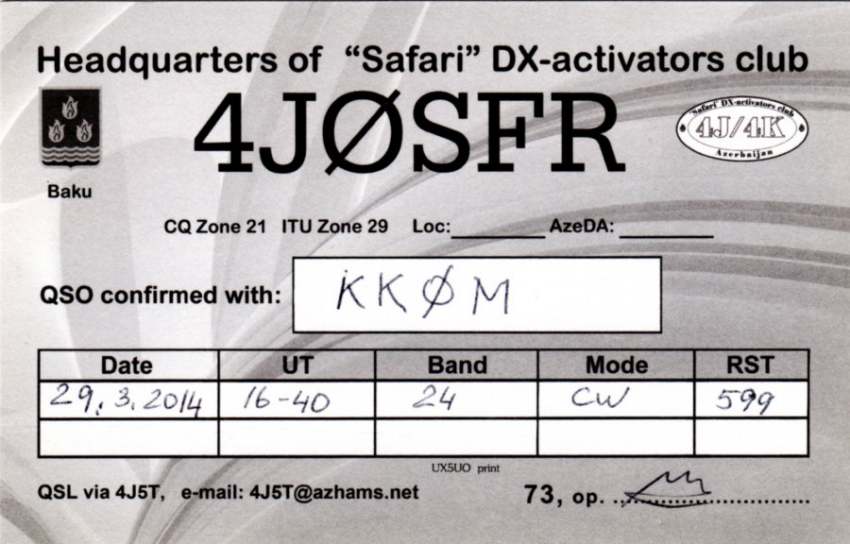 Headquarters of “Safari” DX-activators club
4JØSFR
Safari DX-activators club
4J/4K
Azerbaijan
Baku
CQ Zone 21 ITU Zone 29 Loc:________ AzeDA: ________
QSO confirmed with: KKØM
Date UT Band Mode RST
29.3.2014 16-40 24 CW 599
UX5UO print
QSL via 4J5T, e-mail: 4J5T@azhams.net 73, op. ....................